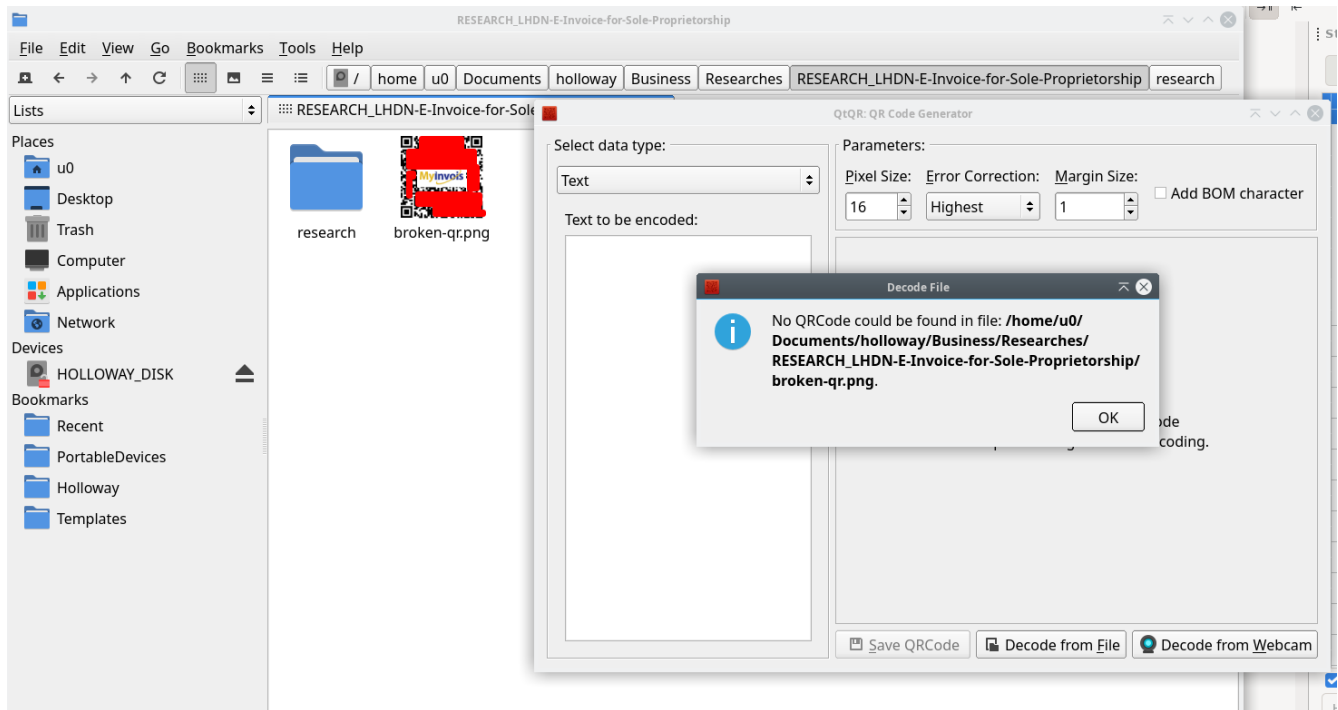 RESEARCH_LHDN-E-Invoice-for-Sole-Proprietorship
File Edit View Go Bookmarks Tools Help
/ home u0 Documents holloway Business Researches RESEARCH_LHDN-E-Invoice-for-Sole-Proprietorship research
Lists
RESEARCH_LHDN-E-Invoice-for-Sole
Places
u0
Desktop
Trash
Computer
Applications
Network
Devices
HOLLOWAY_DISK
Bookmarks
Recent
PortableDevices
Holloway
Templates
MyInvois
research
broken-qr.png
QtQR: QR Code Generator
Select data type:
Text
Text to be encoded:
Parameters:
Pixel Size: Error Correction: Margin Size:
16 Highest 1 Add BOM character
Decode File
No QRCode could be found in file: /home/u0/
Documents/holloway/Business/Researches/
RESEARCH_LHDN-E-Invoice-for-Sole-Proprietorship/
broken-qr.png.
OK
coding.
Save QRCode Decode from File Decode from Webcam